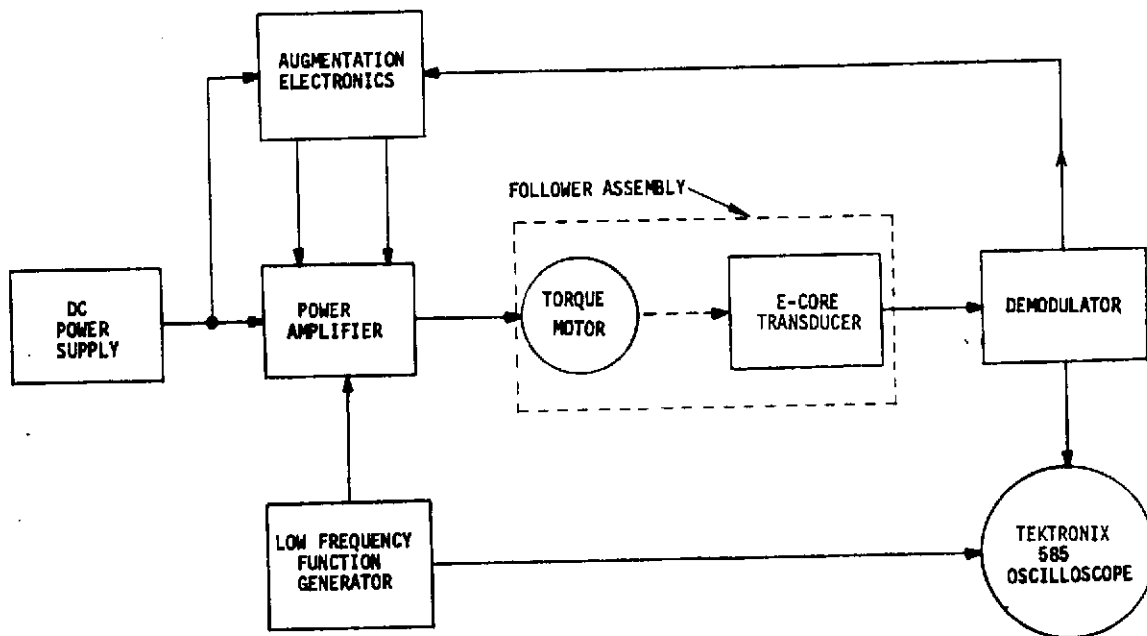 AUGMENTATION
ELECTRONICS
FOLLOWER ASSEMBLY
DC
POWER
SUPPLY
POWER
AMPLIFIER
TORQUE
MOTOR
E-CORE
TRANSDUCER
DEMODULATOR
LOW FREQUENCY
FUNCTION
GENERATOR
TEKTRONIX
585
OSCILLOSCOPE